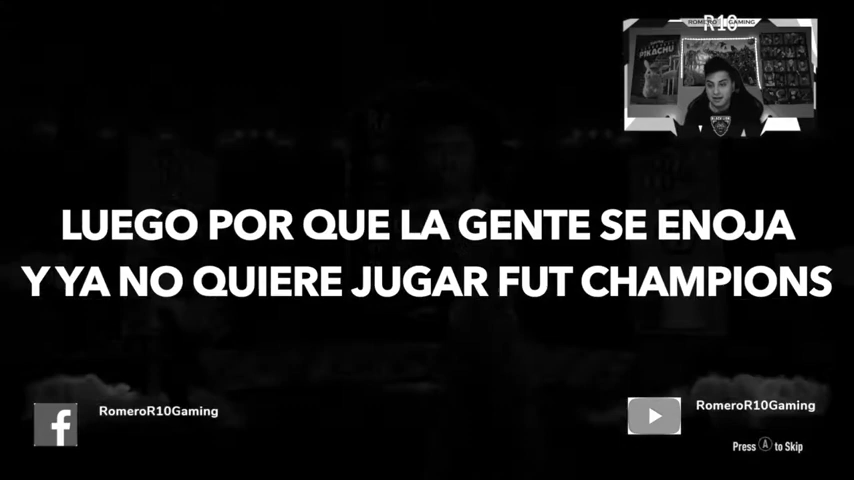 ROMERO GAMING
R10
PIKACHU
LUEGO POR QUE LA GENTE SE ENOJA
Y YA NO QUIERE JUGAR FUT CHAMPIONS
RomeroR10Gaming
RomeroR10Gaming
Press A to Skip